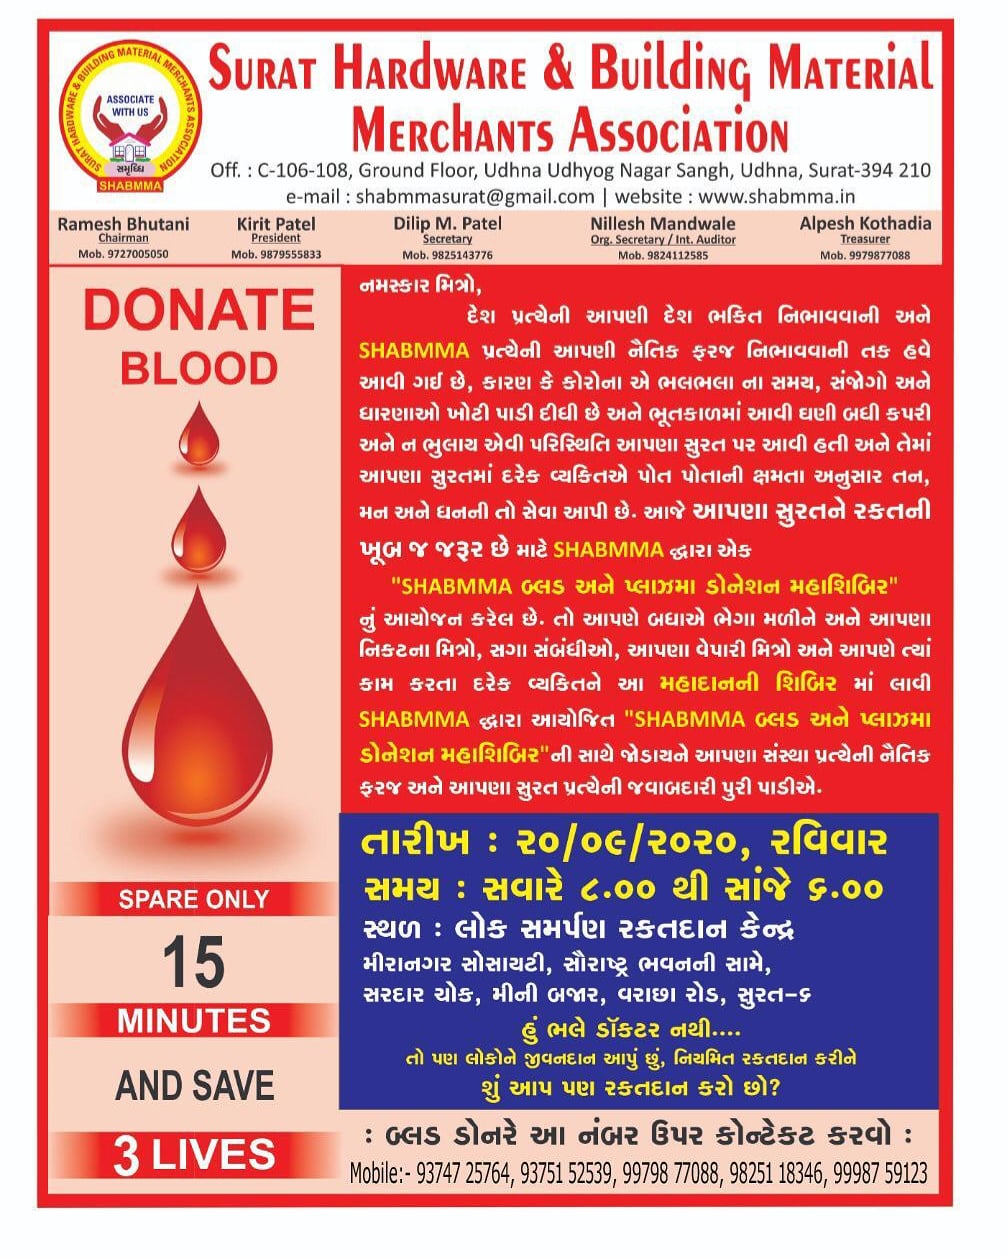 SURAT HARDWARE & BUILDING MATERIAL MERCHANTS ASSOCIATION
ASSOCIATE
WITH US
સમૃધ્ધિ
SHABMMA
SURAT HARDWARE & BUILDING MATERIAL
MERCHANTS ASSOCIATION
Off. : C-106-108, Ground Floor, Udhna Udhyog Nagar Sangh, Udhna, Surat-394 210
e-mail : shabmmasurat@gmail.com | website : www.shabmma.in
Ramesh Bhutani
Chairman
Mob. 9727005050
Kirit Patel
President
Mob. 9879555833
Dilip M. Patel
Secretary
Mob. 9825143776
Nillesh Mandwale
Org. Secretary / Int. Auditor
Mob. 9824112585
Alpesh Kothadia
Treasurer
Mob. 9979877088
DONATE
BLOOD
SPARE ONLY
15
MINUTES
AND SAVE
3 LIVES
નમસ્કાર મિત્રો,
દેશ પ્રત્યેની આપણી દેશ ભકિત નિભાવવાની અને
SHABMMA પ્રત્યેની આપણી નૈતિક ફરજ નિભાવવાની તક હવે
આવી ગઈ છે, કારણ કે કોરોના એ ભલભલા ના સમય, સંજોગો અને
ધારણાઓ ખોટી પાડી દીધી છે અને ભૂતકાળમાં આવી ઘણી બધી કપરી
અને ન ભુલાય એવી પરિસ્થિતિ આપણા સુરત પર આવી હતી અને તેમાં
આપણા સુરતમાં દરેક વ્યકિતએ પોત પોતાની ક્ષમતા અનુસાર તન,
મન અને ધનની તો સેવા આપી છે. આજે આપણા સુરતને રકતની
ખૂબ જ જરૂર છે માટે SHABMMA દ્વારા એક
"SHABMMA બ્લડ અને પ્લાઝમા ડોનેશન મહાશિબિર"
નું આયોજન કરેલ છે. તો આપણે બધાએ ભેગા મળીને અને આપણા
નિકટના મિત્રો, સગા સંબંધીઓ, આપણા વેપારી મિત્રો અને આપણે ત્યાં
કામ કરતા દરેક વ્યકિતને આ મહાદાનની શિબિર માં લાવી
SHABMMA દ્વારા આયોજિત "SHABMMA બ્લડ અને પ્લાઝમા
ડોનેશન મહાશિબિર"ની સાથે જોડાયને આપણા સંસ્થા પ્રત્યેની નૈતિક
ફરજ અને આપણા સુરત પ્રત્યેની જવાબદારી પુરી પાડીએ.
તારીખ : ૨૦/૦૯/૨૦૨૦, રવિવાર
સમય : સવારે ૮.૦૦ થી સાંજે ૬.૦૦
સ્થળ : લોક સમર્પણ રકતદાન કેન્દ્ર
મીરાનગર સોસાયટી, સૌરાષ્ટ્ર ભવનની સામે,
સરદાર ચોક, મીની બજાર, વરાછા રોડ, સુરત-૬
હું ભલે ડૉકટર નથી....
તો પણ લોકોને જીવનદાન આપું છું, નિયમિત રકતદાન કરીને
શું આપ પણ રકતદાન કરો છો?
: બ્લડ ડોનરે આ નંબર ઉપર કોન્ટેકટ કરવો :
Mobile:- 93747 25764, 93751 52539, 99798 77088, 98251 18346, 99987 59123